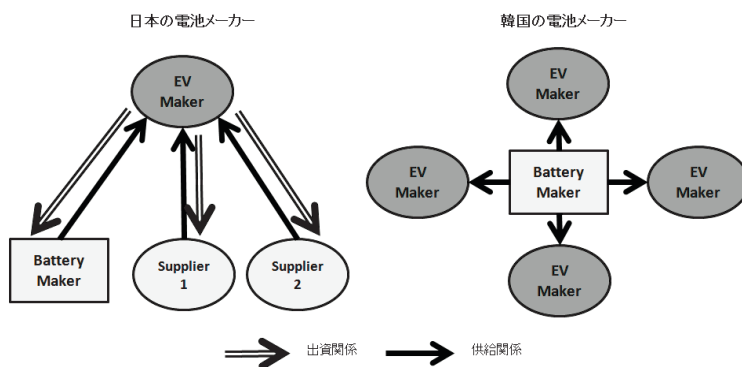 日本の電池メーカー
韓国の電池メーカー
EV
Maker
Battery
Maker
Supplier
1
Supplier
2
EV
Maker
EV
Maker
Battery
Maker
EV
Maker
EV
Maker
出資関係
供給関係